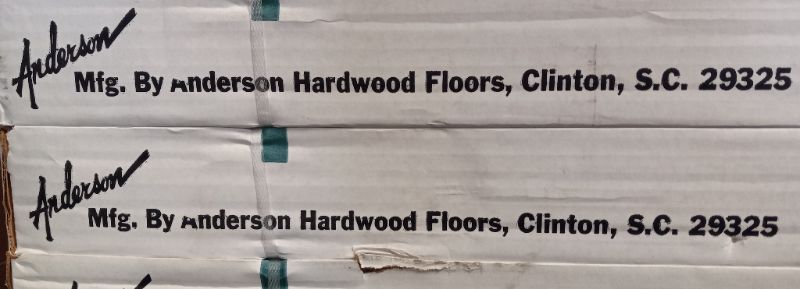 Anderson
Mfg. By Anderson Hardwood Floors, Clinton, S.C. 29325
Anderson
Mfg. By Anderson Hardwood Floors, Clinton, S.C. 29325